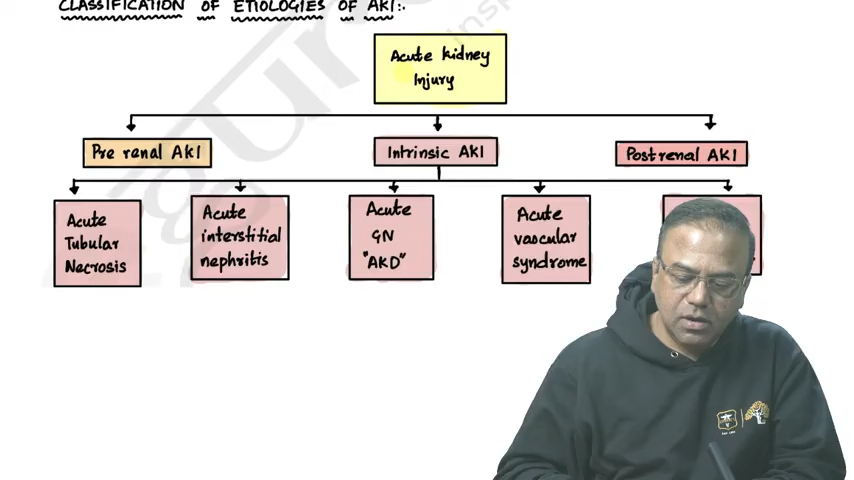 CLASSIFICATION OF ETIOLOGIES OF AKI:.
Acute kidney
Injury
Pre renal AKI
Intrinsic AKI
Postrenal AKI
Acute
Tubular
Necrosis
Acute
interstitial
nephritis
Acute
GN
"AKD"
Acute
vascular
syndrome